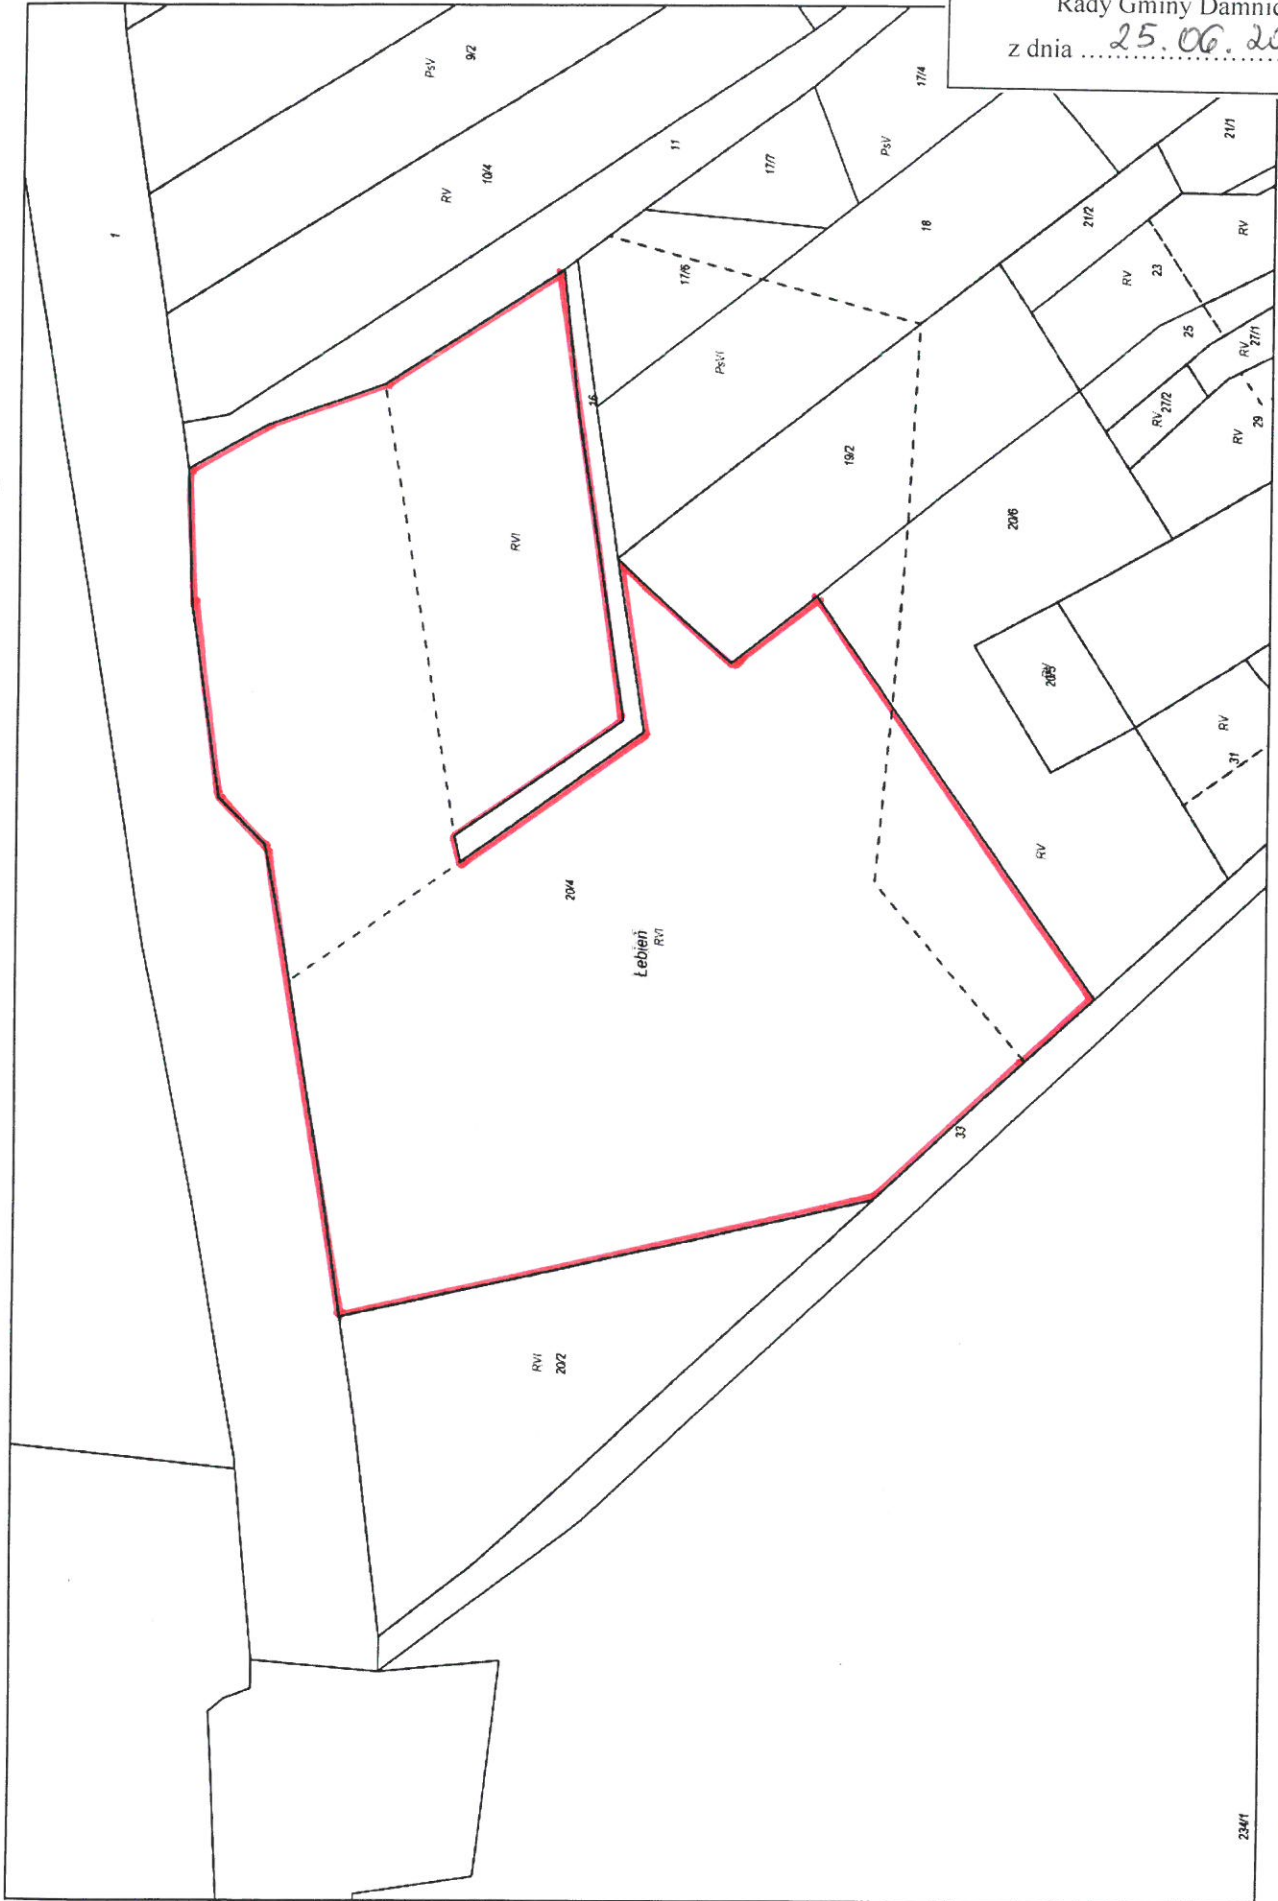 Rady Gminy Damnic
z dnia ... 25.06.20
PsV
9/2
17/4
1
RV
10/4
11
17/7
PsV
21/1
18
21/2
RV
17/6
RV
23
25
RV
27/1
PsVI
16
RV
27/2
RV
29
19/2
20/6
RVI
20/5
RV
31
RV
20/4
Łebień
RVI
33
RVI
20/2
234/1